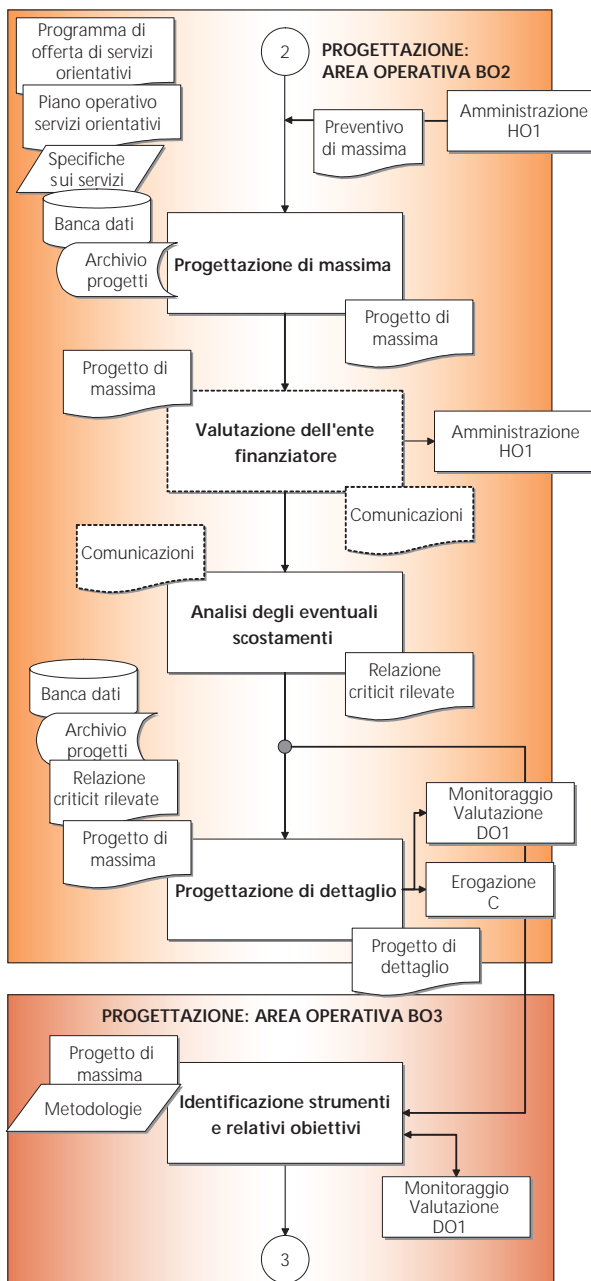 Programma di
offerta di servizi
orientativi
2
PROGETTAZIONE:
AREA OPERATIVA BO2
Piano operativo
servizi orientativi
Preventivo
di massima
Amministrazione
HO1
Specifiche
sui servizi
Banca dati
Archivio
progetti
Progettazione di massima
Progetto di
massima
Progetto di
massima
Valutazione dell'ente
finanziatore
Amministrazione
HO1
Comunicazioni
Comunicazioni
Analisi degli eventuali
scostamenti
Relazione
criticit rilevate
Banca dati
Archivio
progetti
Relazione
criticit rilevate
Progetto di
massima
Monitoraggio
Valutazione
DO1
Progettazione di dettaglio
Erogazione
C
Progetto di
dettaglio
PROGETTAZIONE: AREA OPERATIVA BO3
Progetto di
massima
Metodologie
Identificazione strumenti
e relativi obiettivi
Monitoraggio
Valutazione
DO1
3